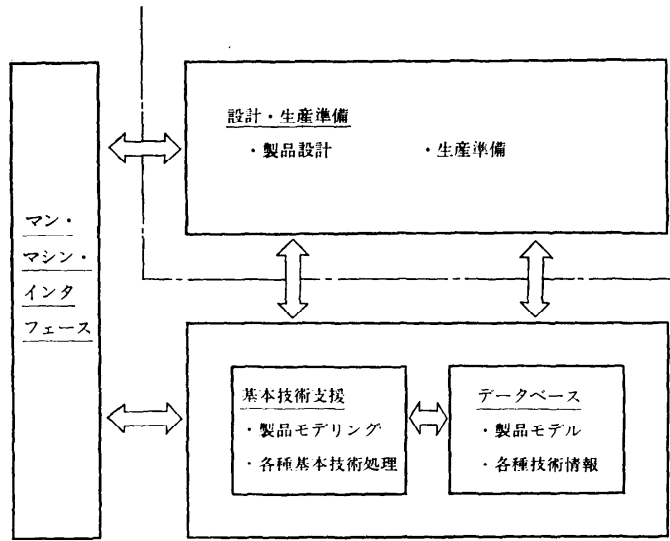 設計・生産準備
・製品設計
・生産準備
マン・
マシン・
インタ
フェース
基本技術支援
・製品モデリング
・各種基本技術処理
データベース
・製品モデル
・各種技術情報